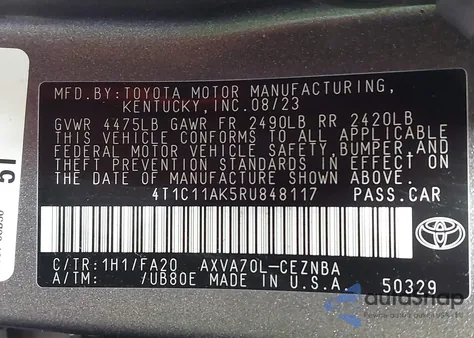 MFD.BY:TOYOTA MOTOR MANUFACTURING,
KENTUCKY,INC.08/23
GVWR 4475LB GAWR FR 2490LB RR 2420LB
THIS VEHICLE CONFORMS TO ALL APPLICABLE
FEDERAL MOTOR VEHICLE SAFETY,BUMPER,AND
THEFT PREVENTION STANDARDS IN EFFECT ON
THE DATE OF MANUFACTURE SHOWN ABOVE.
4T1C11AK5RU848117 PASS.CAR
C/TR:1H1/FA20 AXVA70L-CEZNBA
A/TM: /UB80E MADE IN U.S.A. 50329
TOYOTA
51